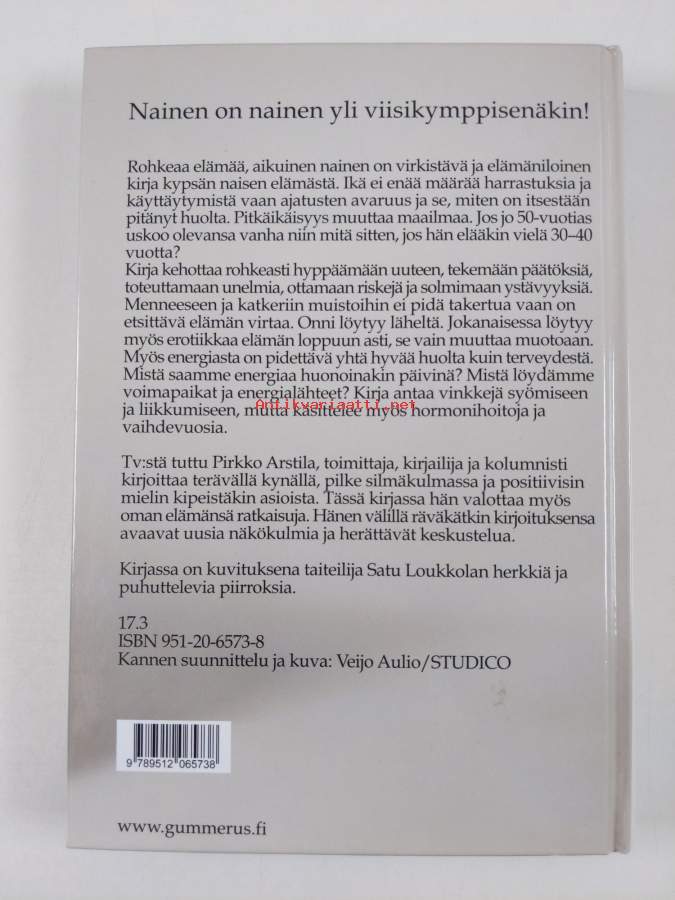 Nainen on nainen yli viisikymppisenäkin!
Rohkeaa elämää, aikuinen nainen on virkistävä ja elämäniloinen
kirja kypsän naisen elämästä. Ikä ei enää määrää harrastuksia ja
käyttäytymistä vaan ajatusten avaruus ja se, miten on itsestään
pitänyt huolta. Pitkäikäisyys muuttaa maailmaa. Jos jo 50-vuotias
uskoo olevansa vanha niin mitä sitten, jos hän elääkin vielä 30–40
vuotta?
Kirja kehottaa rohkeasti hyppäämään uuteen, tekemään päätöksiä,
toteuttamaan unelmia, ottamaan riskejä ja solmimaan ystävyyksiä.
Menneeseen ja katkeriin muistoihin ei pidä takertua vaan on
etsittävä elämän virtaa. Onni löytyy läheltä. Jokanaisessa löytyy
myös erotiikkaa elämän loppuun asti, se vain muuttaa muotoaan.
Myös energiasta on pidettävä yhtä hyvää huolta kuin terveydestä.
Mistä saamme energiaa huonoinakin päivinä? Mistä löydämme
voimapaikat ja energialähteet? Kirja antaa vinkkejä syömiseen
Antikvariaatti.net
ja liikkumiseen, mutta käsittelee myös hormonihoitoja ja
vaihdevuosia.
Tv:stä tuttu Pirkko Arstila, toimittaja, kirjailija ja kolumnisti
kirjoittaa terävällä kynällä, pilke silmäkulmassa ja positiivisin
mielin kipeistäkin asioista. Tässä kirjassa hän valottaa myös
oman elämänsä ratkaisuja. Hänen välillä räväkätkin kirjoituksensa
avaavat uusia näkökulmia ja herättävät keskustelua.
Kirjassa on kuvituksena taiteilija Satu Loukkolan herkkiä ja
puhuttelevia piirroksia.
17.3
ISBN 951-20-6573-8
Kannen suunnittelu ja kuva: Veijo Aulio/STUDICO
9 789512 065738
www.gummerus.fi